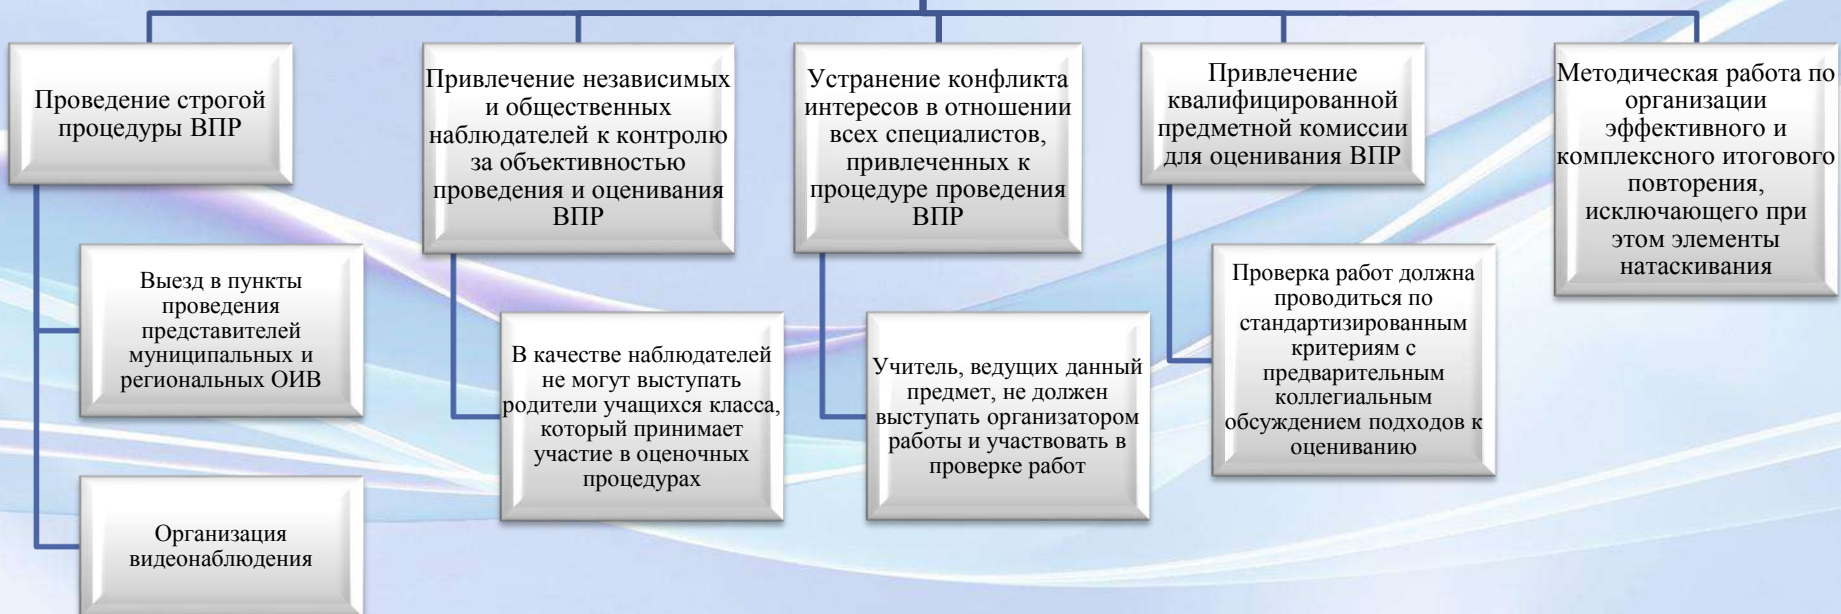 Проведение строгой
процедуры ВПР
Выезд в пункты
проведения
представителей
муниципальных и
региональных ОИВ
Организация
видеонаблюдения
Привлечение независимых
и общественных
наблюдателей к контролю
за объективностью
проведения и оценивания
ВПР
В качестве наблюдателей
не могут выступать
родители учащихся класса,
который принимает
участие в оценочных
процедурах
Устранение конфликта
интересов в отношении
всех специалистов,
привлеченных к
процедуре проведения
ВПР
Учитель, ведущих данный
предмет, не должен
выступать организатором
работы и участвовать в
проверке работ
Привлечение
квалифицированной
предметной комиссии
для оценивания ВПР
Проверка работ должна
проводиться по
стандартизированным
критериям с
предварительным
коллегиальным
обсуждением подходов к
оцениванию
Методическая работа по
организации
эффективного и
комплексного итогового
повторения,
исключающего при
этом элементы
натаскивания